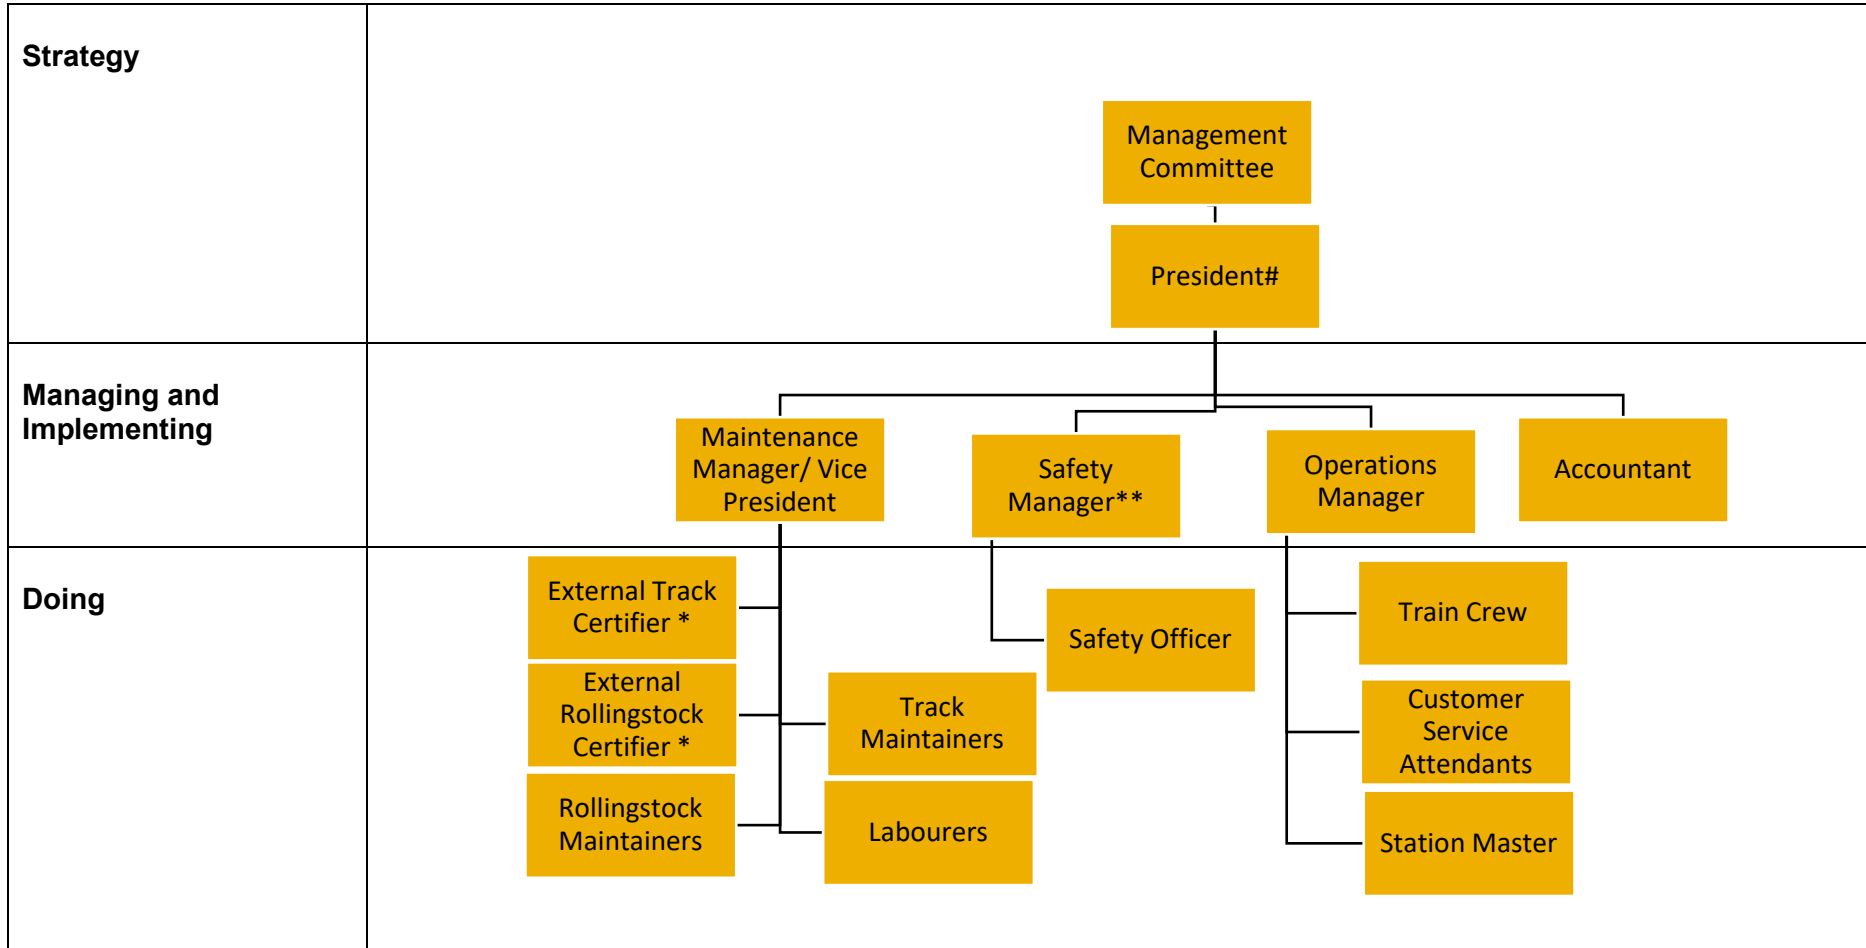 Strategy
Management
Committee
President#
Managing and
Implementing
Maintenance
Manager/ Vice
President
Safety
Manager**
Operations
Manager
Accountant
Doing
External Track
Certifier *
External
Rollingstock
Certifier *
Rollingstock
Maintainers
Track
Maintainers
Labourers
Safety Officer
Train Crew
Customer
Service
Attendants
Station Master